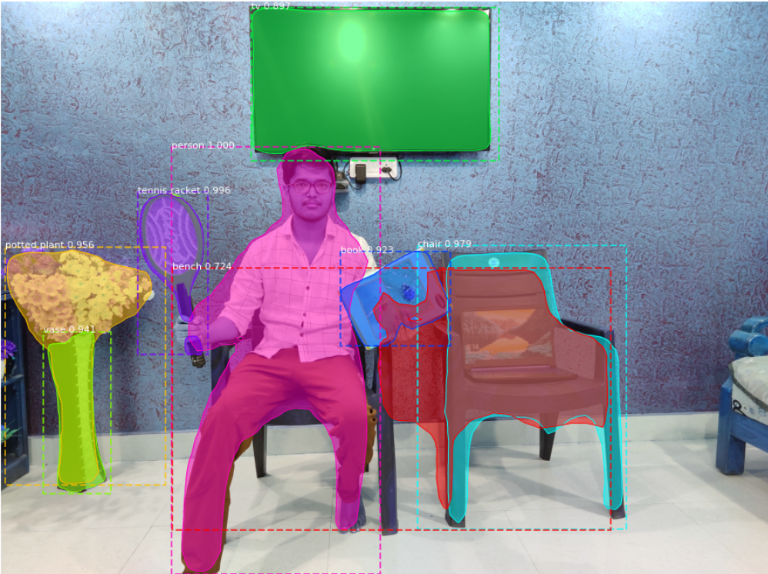 tv 0.897
person 1.000
tennis racket 0.996
potted plant 0.956
book 0.923
chair 0.979
bench 0.724
vase 0.941